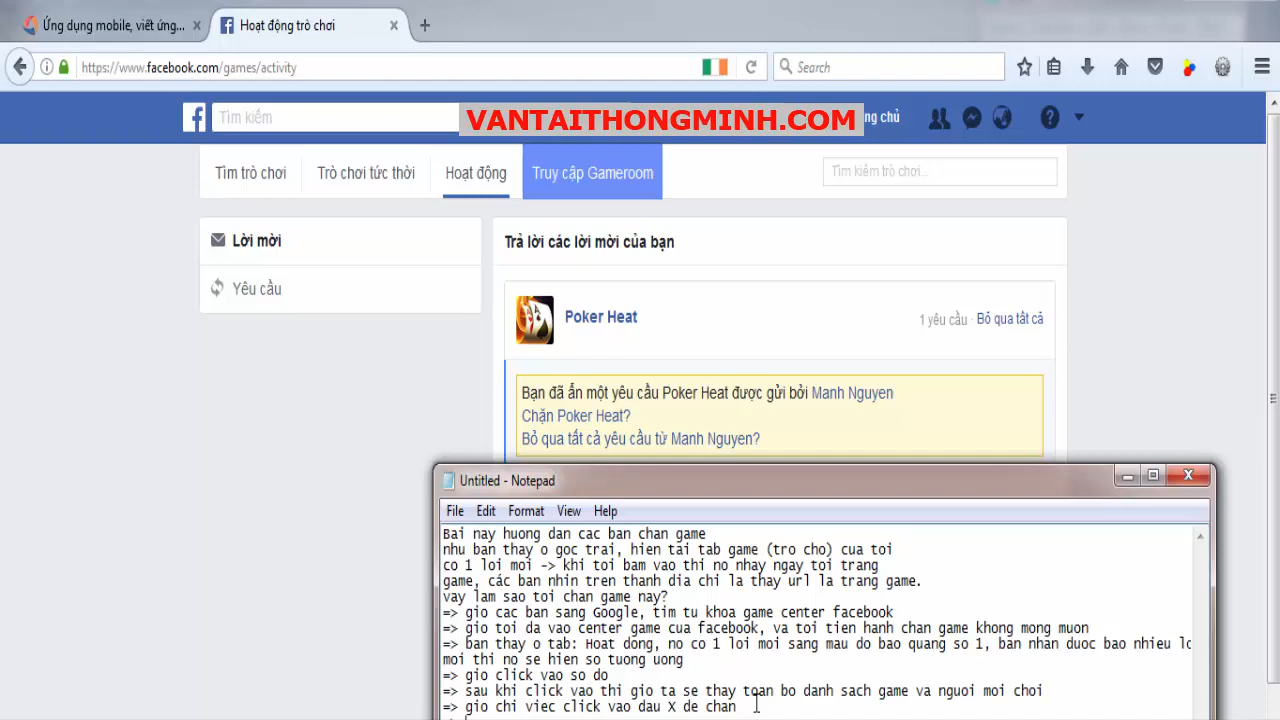 Ứng dụng mobile, viết ứng...
Hoạt động trò chơi
https://www.facebook.com/games/activity
Search
Tìm kiếm
VANTAITHONGMINH.COM
ng chủ
Tìm trò chơi
Trò chơi tức thời
Hoạt động
Truy cập Gameroom
Tìm kiếm trò chơi...
Lời mời
Yêu cầu
Trả lời các lời mời của bạn
Poker Heat
1 yêu cầu · Bỏ qua tất cả
Bạn đã ẩn một yêu cầu Poker Heat được gửi bởi Manh Nguyen
Chặn Poker Heat?
Bỏ qua tất cả yêu cầu từ Manh Nguyen?
Untitled - Notepad
File Edit Format View Help
Bai nay huong dan cac ban chan game
nhu ban thay o goc trai, hien tai tab game (tro cho) cua toi
co 1 loi moi -> khi toi bam vao thi no nhay ngay toi trang
game, các ban nhin tren thanh dia chi la thay url la trang game.
vay lam sao toi chan game nay?
=> gio cac ban sang Google, tim tu khoa game center facebook
=> gio toi da vao center game cua facebook, va toi tien hanh chan game khong mong muon
=> ban thay o tab: Hoat dong, no co 1 loi moi sang mau do bao quang so 1, ban nhan duoc bao nhieu lo
moi thi no se hien so tuong uong
=> gio click vao so do
=> sau khi click vao thi gio ta se thay toan bo danh sach game va nguoi moi choi
=> gio chi viec click vao dau X de chan